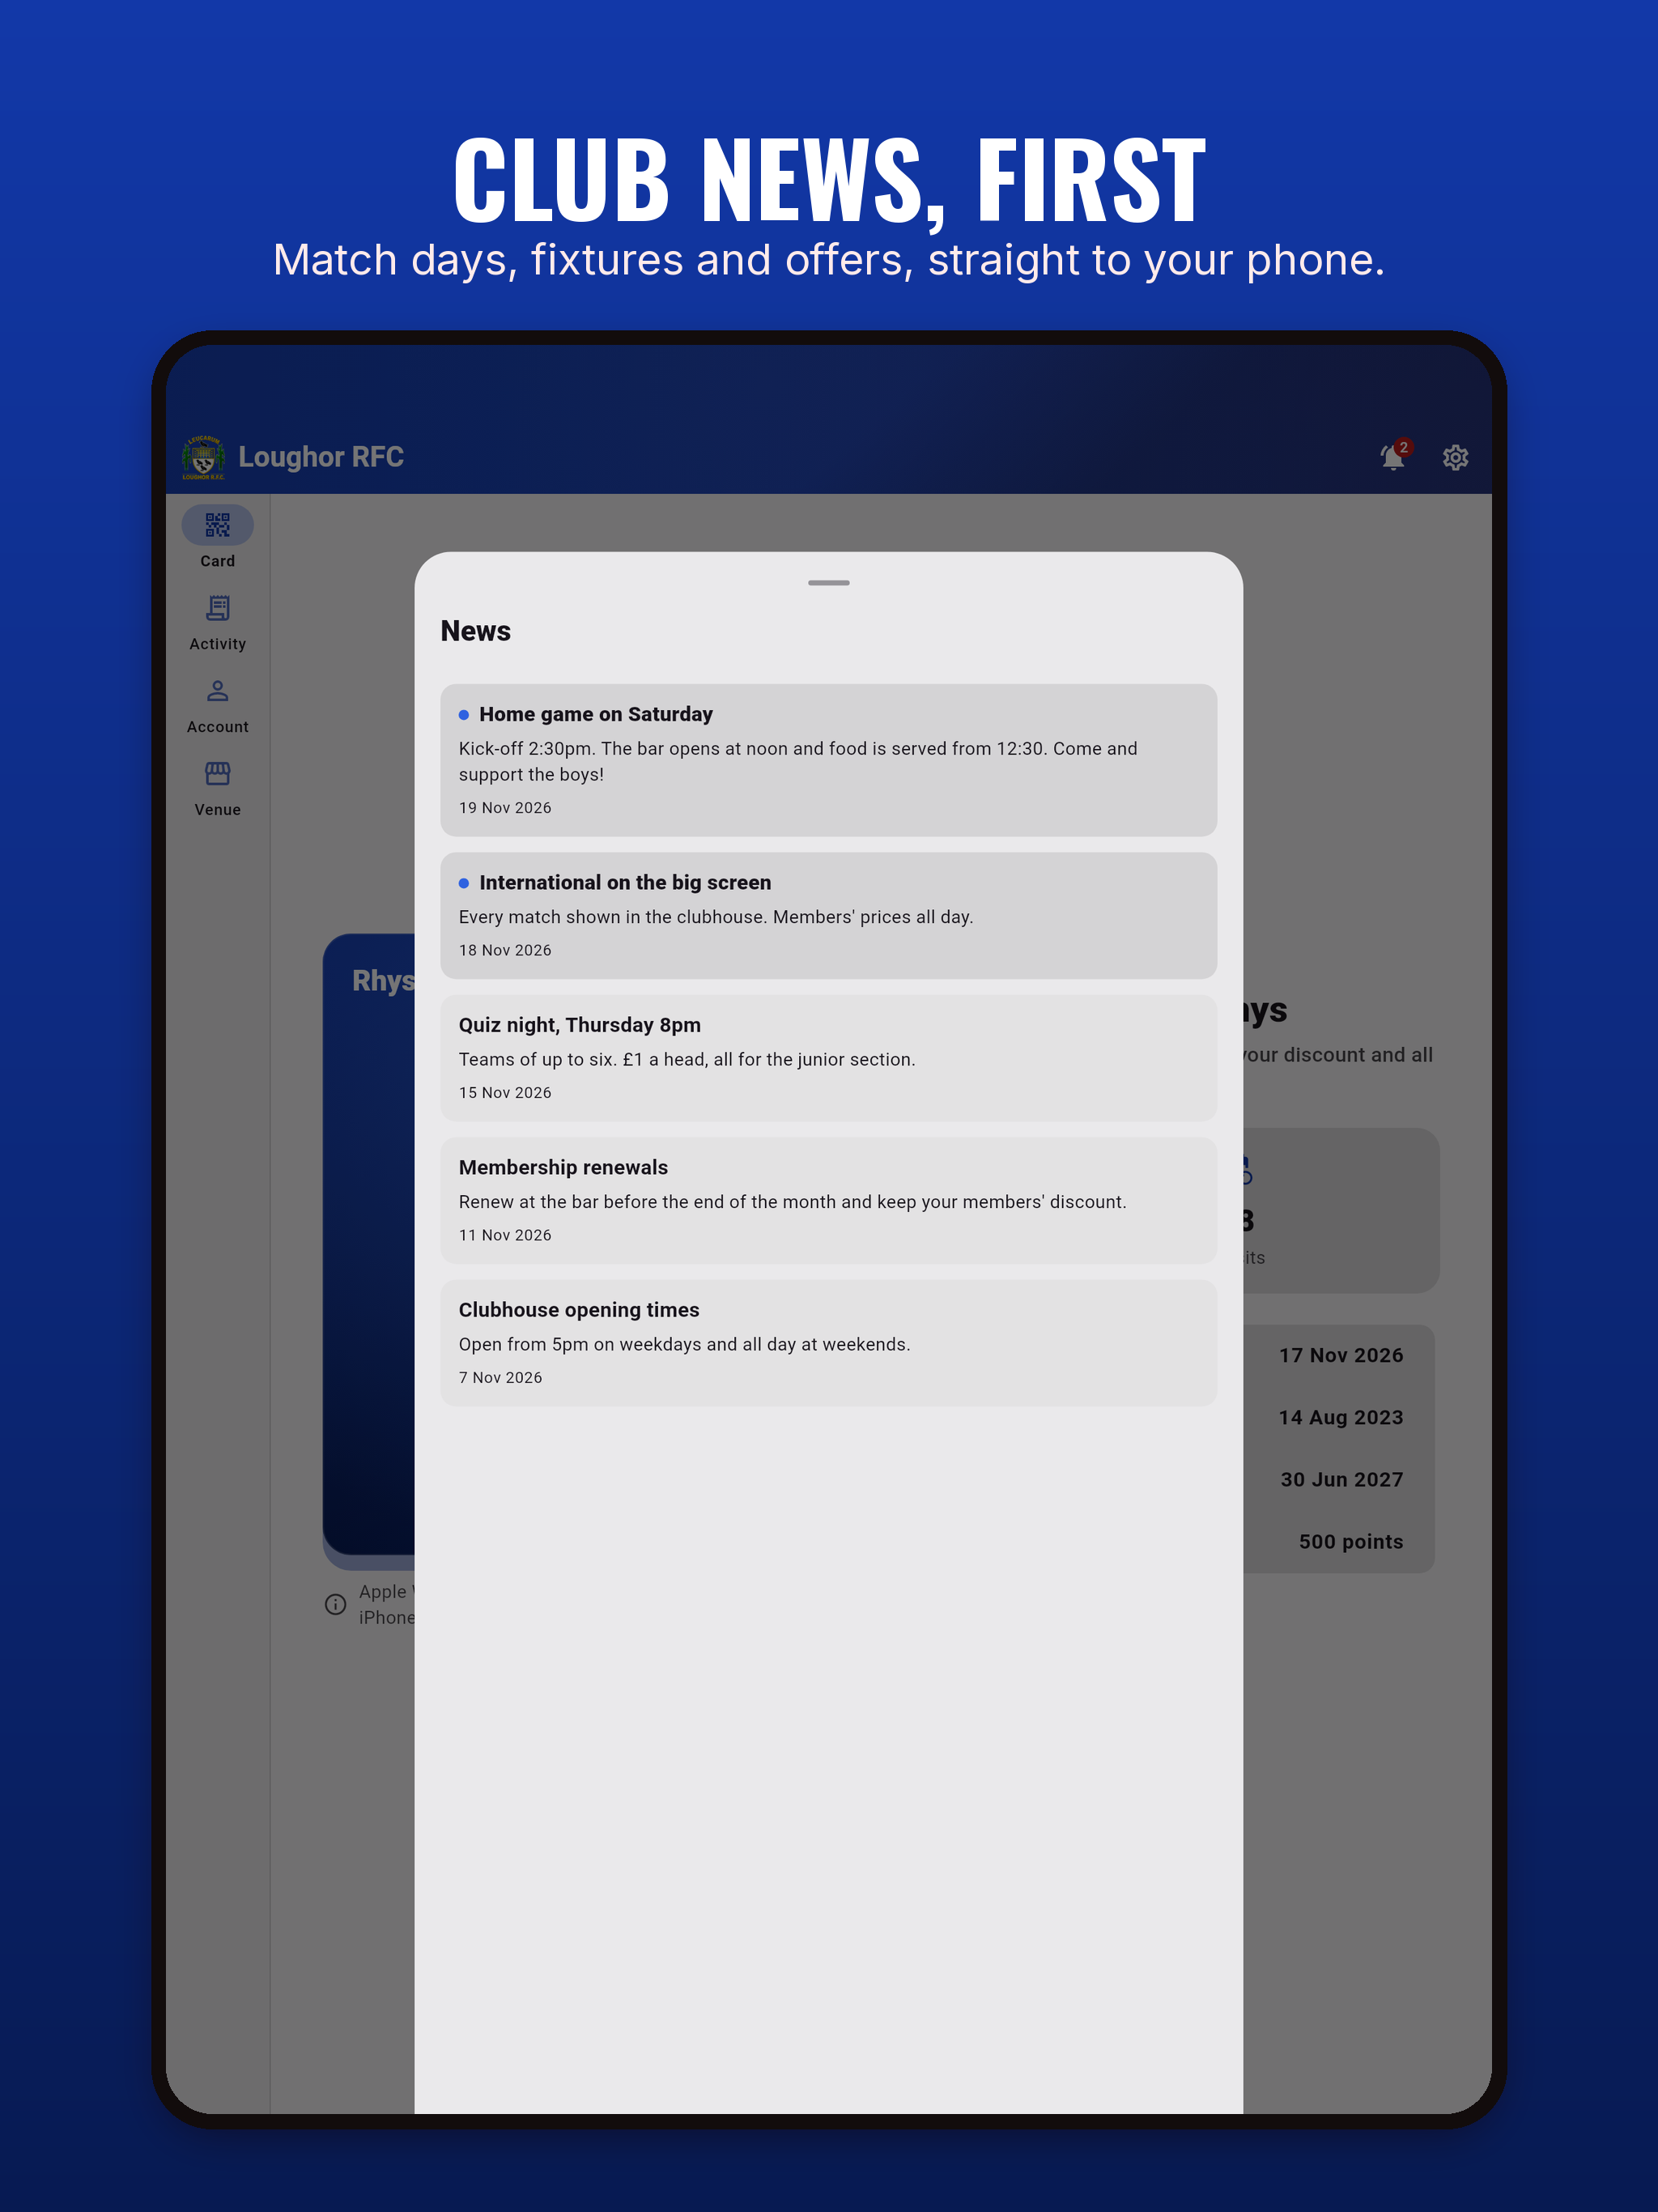 CLUB NEWS, FIRST
Match days, fixtures and offers, straight to your phone.
LEUCARUM
LOUGHOR R.F.C.
Loughor RFC
2
Card
Activity
Account
Venue
News
Home game on Saturday
Kick-off 2:30pm. The bar opens at noon and food is served from 12:30. Come and
support the boys!
19 Nov 2026
International on the big screen
Every match shown in the clubhouse. Members' prices all day.
18 Nov 2026
Quiz night, Thursday 8pm
Teams of up to six. £1 a head, all for the junior section.
15 Nov 2026
Membership renewals
Renew at the bar before the end of the month and keep your members' discount.
11 Nov 2026
Clubhouse opening times
Open from 5pm on weekdays and all day at weekends.
7 Nov 2026
Rhys
Apple
iPhone
your discount and all
17 Nov 2026
14 Aug 2023
30 Jun 2027
500 points